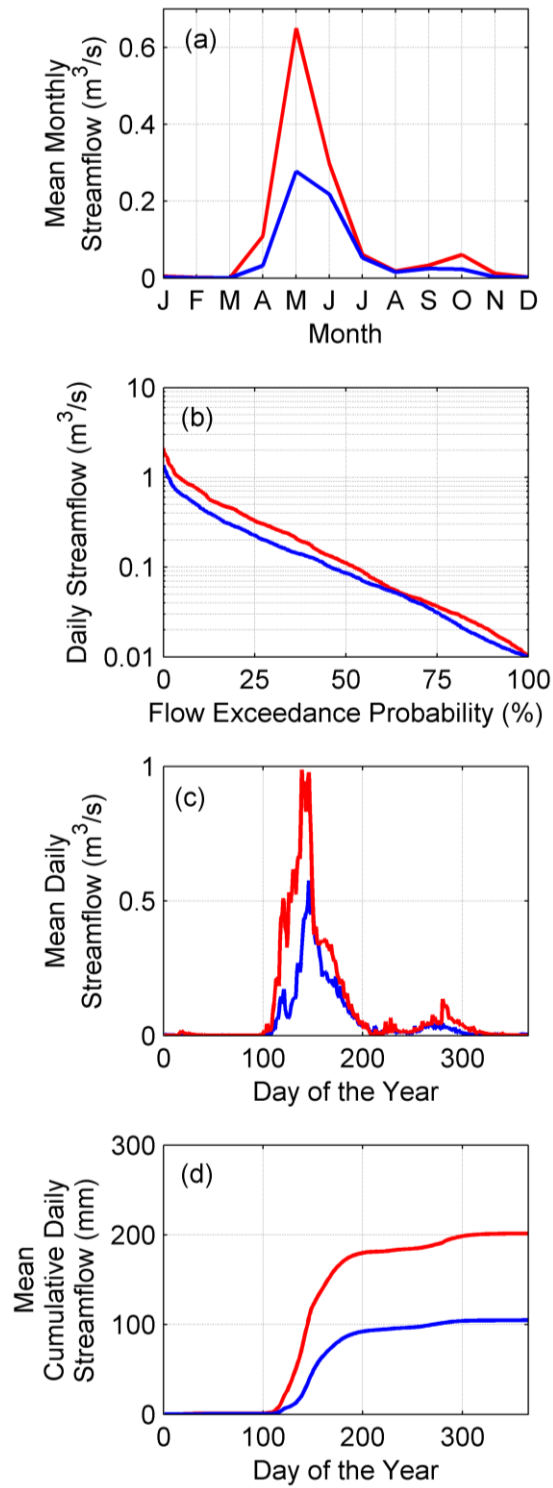 (a)
Mean Monthly
Streamflow (m³/s)
0.6
0.4
0.2
0
J F M A M J J A S O N D
Month
(b)
Daily Streamflow (m³/s)
10
1
0.1
0.01
0 25 50 75 100
Flow Exceedance Probability (%)
(c)
Mean Daily
Streamflow (m³/s)
1
0.5
0
0 100 200 300
Day of the Year
(d)
Mean
Cumulative Daily
Streamflow (mm)
300
200
100
0
0 100 200 300
Day of the Year